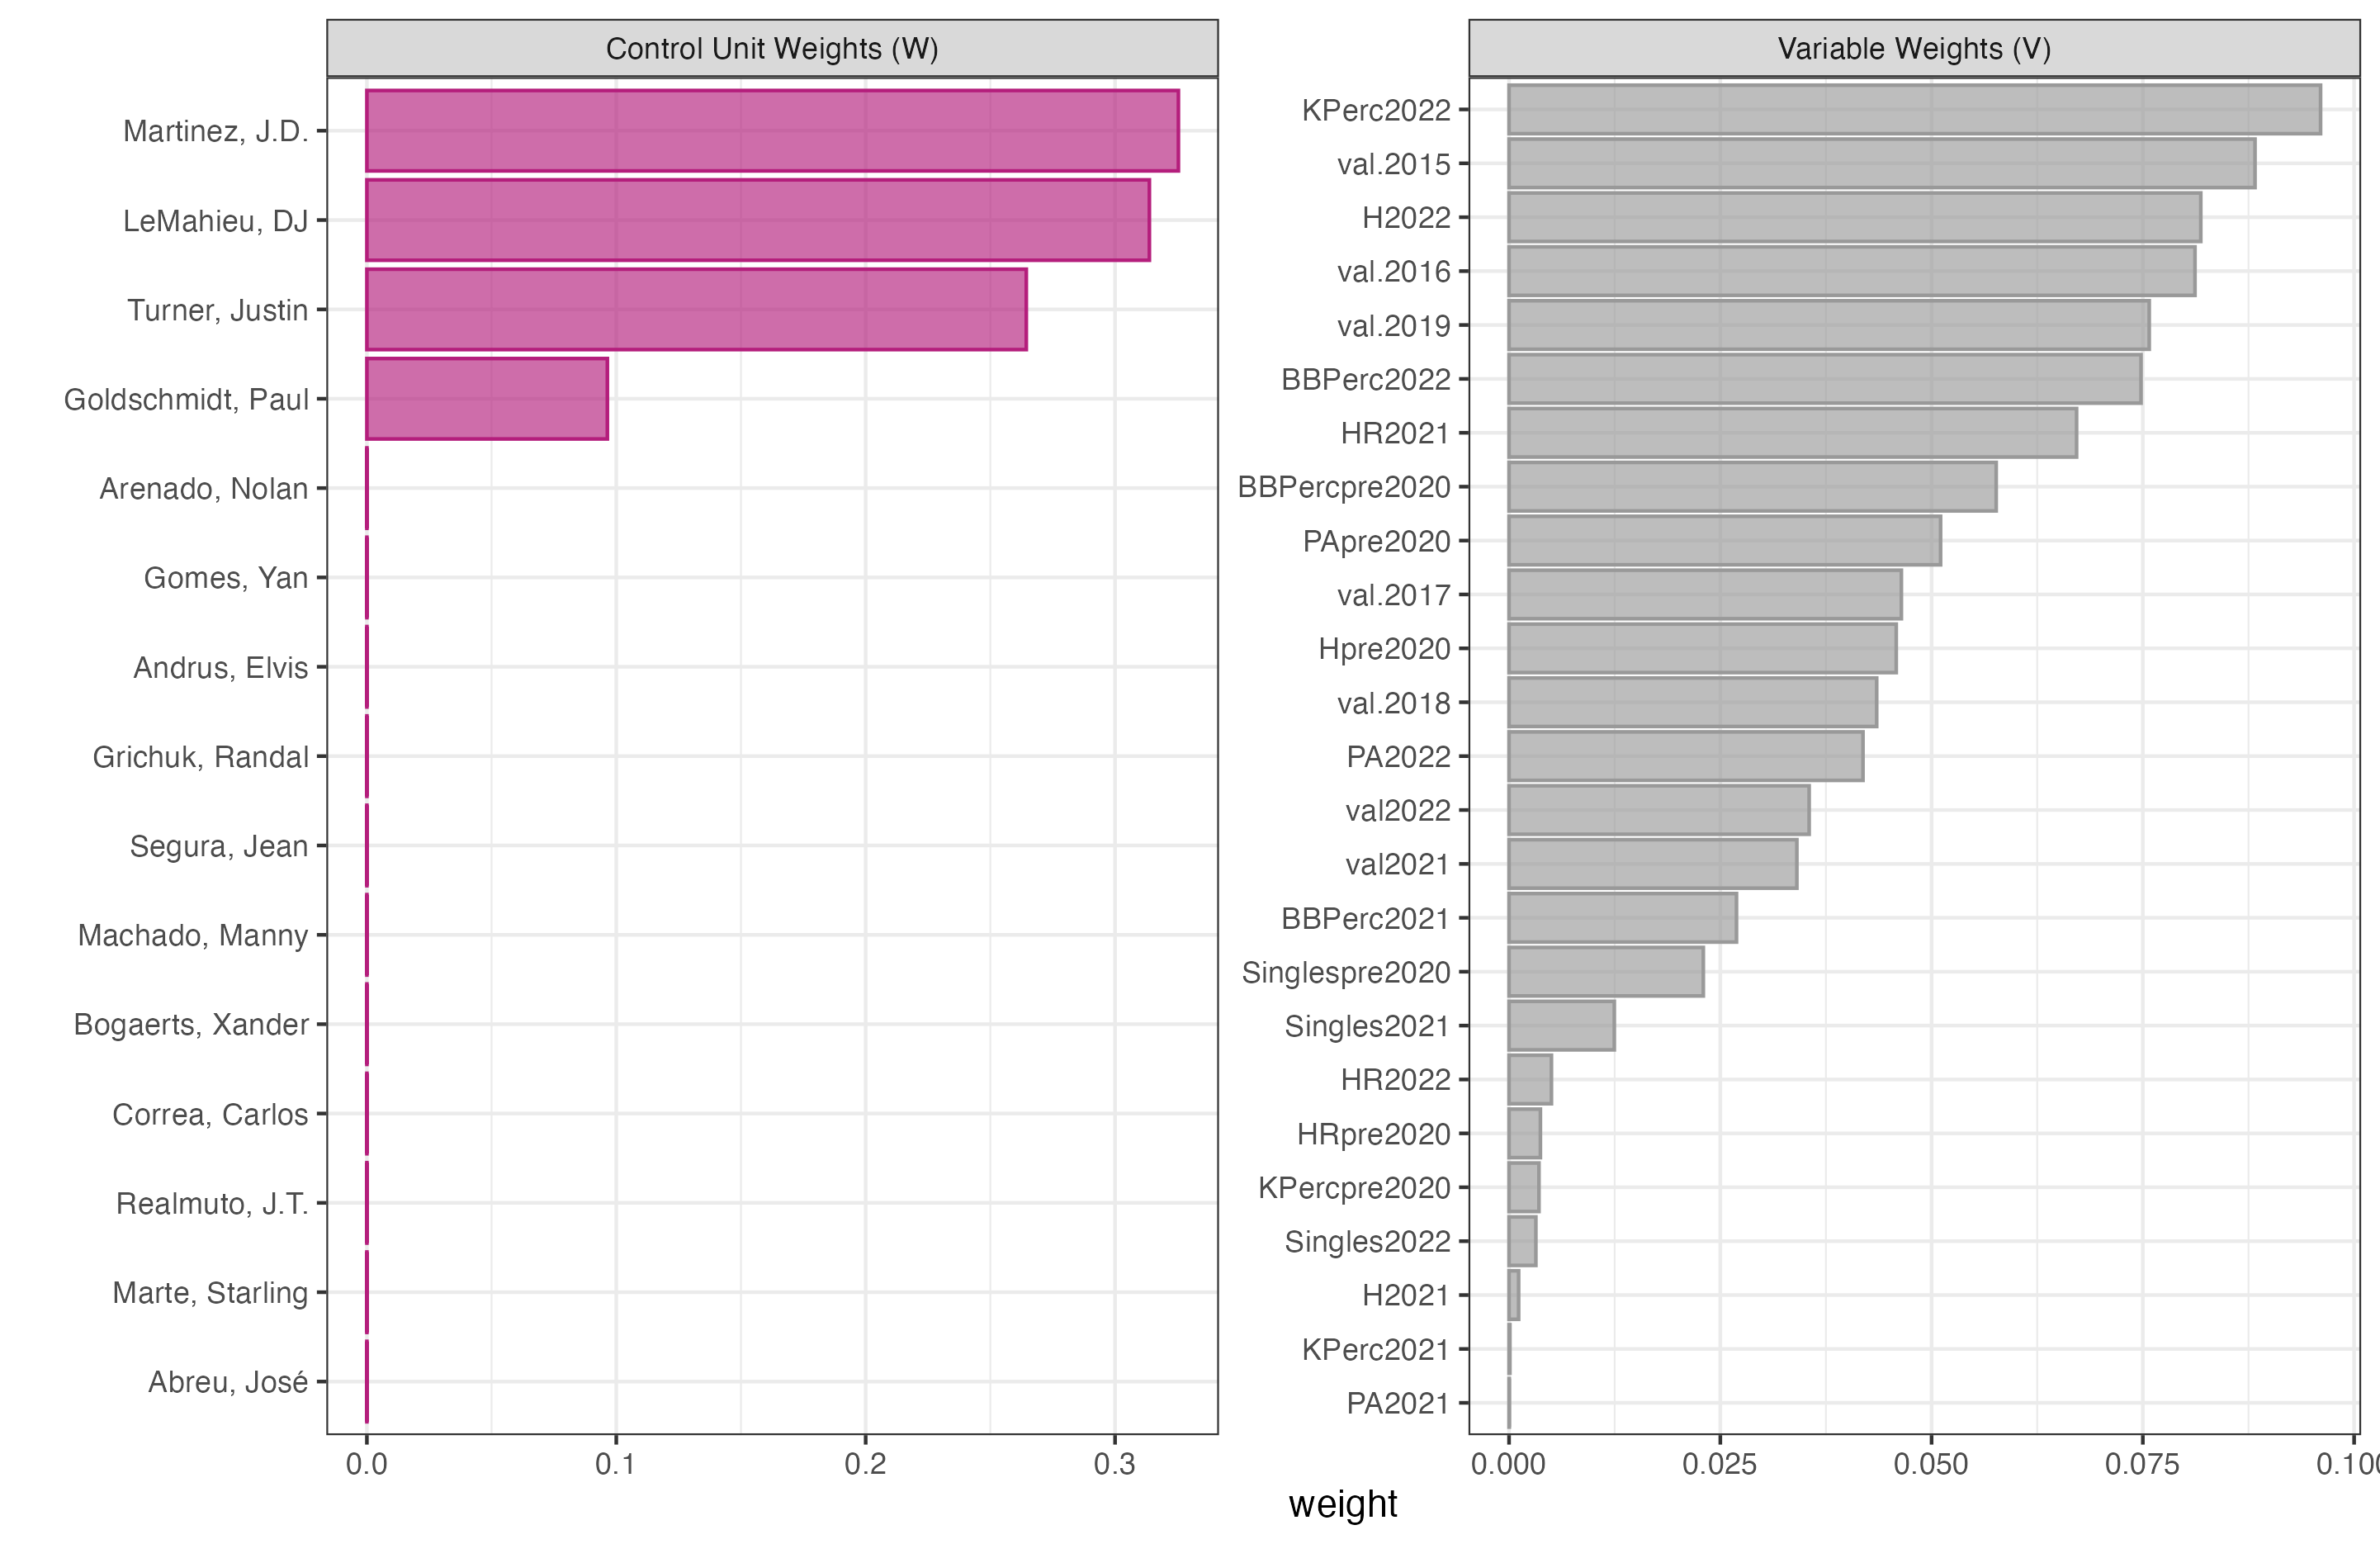 Control Unit Weights (W)
Martinez, J.D.
LeMahieu, DJ
Turner, Justin
Goldschmidt, Paul
Arenado, Nolan
Gomes, Yan
Andrus, Elvis
Grichuk, Randal
Segura, Jean
Machado, Manny
Bogaerts, Xander
Correa, Carlos
Realmuto, J.T.
Marte, Starling
Abreu, José
0.0 0.1 0.2 0.3
Variable Weights (V)
KPerc2022
val.2015
H2022
val.2016
val.2019
BBPerc2022
HR2021
BBPercpre2020
PApre2020
val.2017
Hpre2020
val.2018
PA2022
val2022
val2021
BBPerc2021
Singlespre2020
Singles2021
HR2022
HRpre2020
KPercpre2020
Singles2022
H2021
KPerc2021
PA2021
0.000 0.025 0.050 0.075 0.100
weight